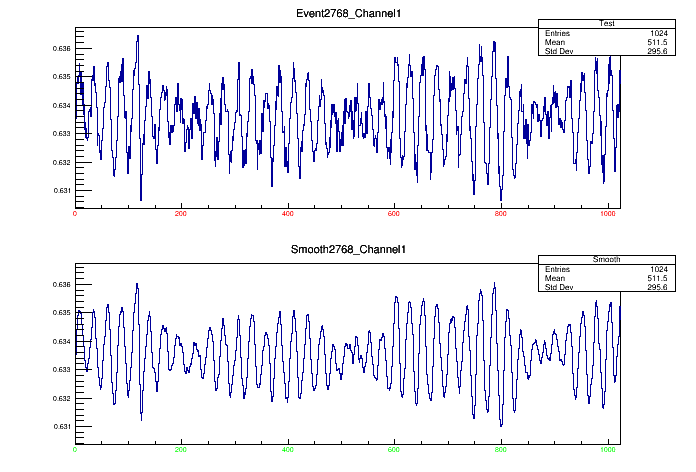 Event2768_Channel1
Test
Entries 1024
Mean 511.5
Std Dev 295.6
0.636
0.635
0.634
0.633
0.632
0.631
0 200 400 600 800 1000
Smooth2768_Channel1
Smooth
Entries 1024
Mean 511.5
Std Dev 295.6
0.636
0.635
0.634
0.633
0.632
0.631
0 200 400 600 800 1000